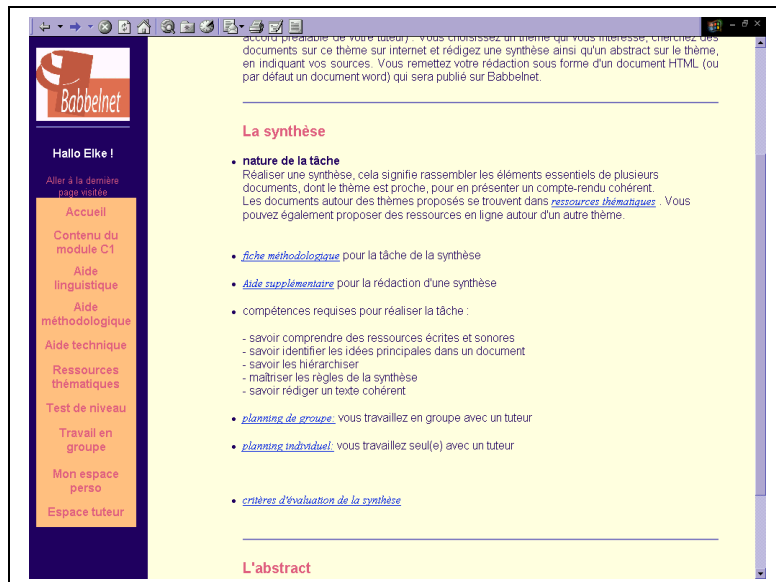 accord préalable de votre tuteur) . Vous choisissez un thème qui vous intéresse, cherchez des
documents sur ce thème sur internet et rédigez une synthèse ainsi qu'un abstract sur le thème,
en indiquant vos sources. Vous remettez votre rédaction sous forme d'un document HTML (ou
par défaut un document word) qui sera publié sur Babbelnet.
Babbelnet
Hallo Elke !
Aller à la dernière
page visitée
Accueil
Contenu du
module C1
Aide
linguistique
Aide
méthodologique
Aide technique
Ressources
thématiques
Test de niveau
Travail en
groupe
Mon espace
perso
Espace tuteur
La synthèse
• nature de la tâche
Réaliser une synthèse, cela signifie rassembler les éléments essentiels de plusieurs
documents, dont le thème est proche, pour en présenter un compte-rendu cohérent.
Les documents autour des thèmes proposés se trouvent dans ressources thématiques . Vous
pouvez également proposer des ressources en ligne autour d'un autre thème.
• fiche méthodologique pour la tâche de la synthèse
• Aide supplémentaire pour la rédaction d'une synthèse
• compétences requises pour réaliser la tâche :
- savoir comprendre des ressources écrites et sonores
- savoir identifier les idées principales dans un document
- savoir les hiérarchiser
- maîtriser les règles de la synthèse
- savoir rédiger un texte cohérent
• planning de groupe: vous travaillez en groupe avec un tuteur
• planning individuel: vous travaillez seul(e) avec un tuteur
• critères d'évaluation de la synthèse
L'abstract